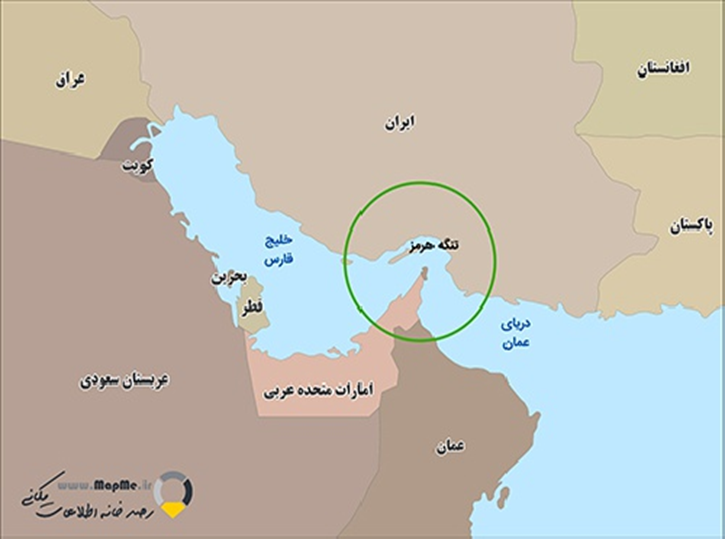 افغانستان
عراق
ایران
کویت
پاکستان
تنگه هرمز
خلیج
فارس
بحرین
قطر
دریای
عمان
امارات متحده عربی
عربستان سعودی
عمان
www.MapMe.ir
رصد خانه اطلاعات مکانی